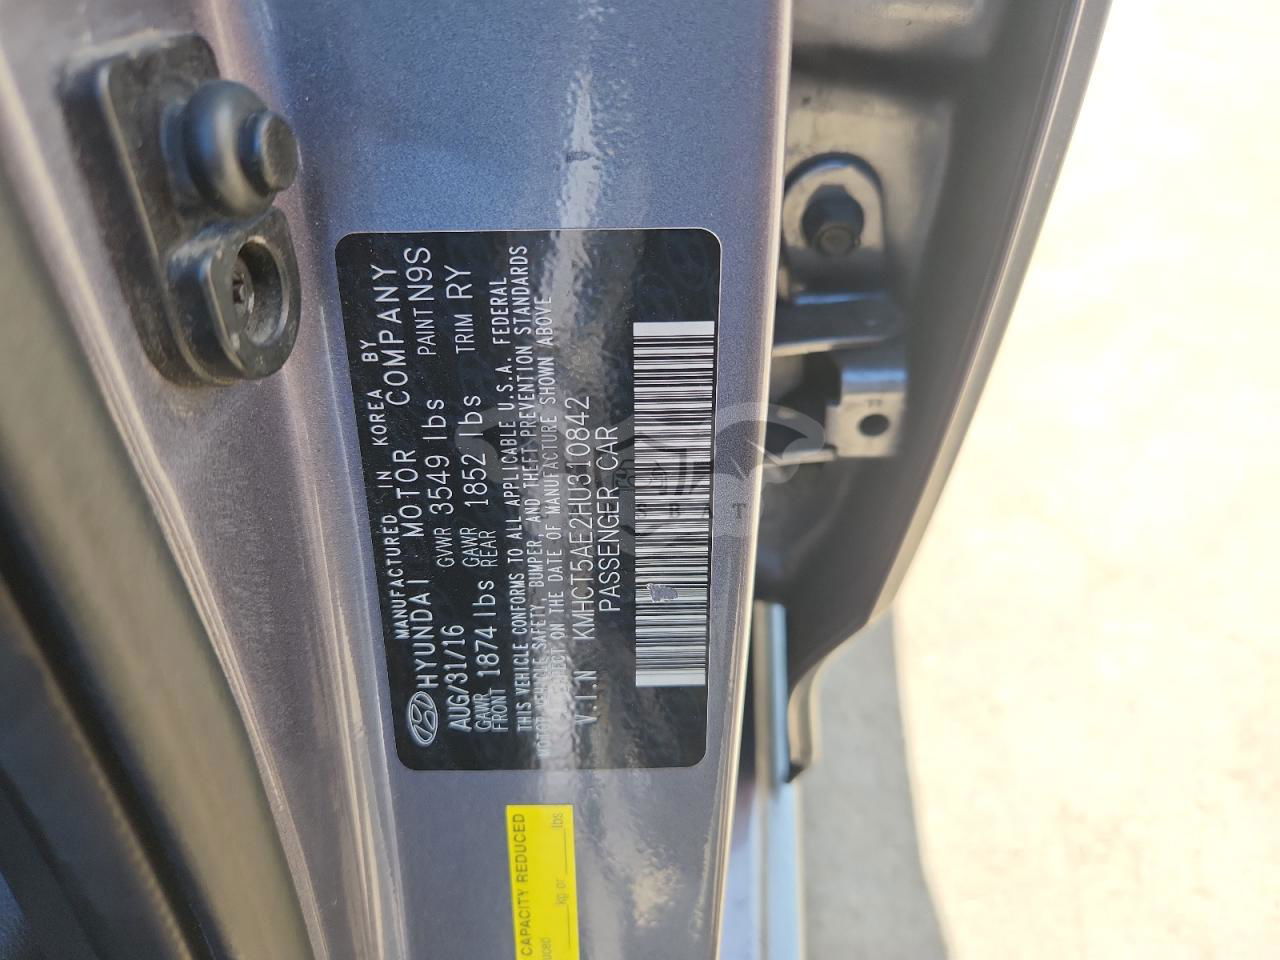 MANUFACTURED IN KOREA BY
HYUNDAI MOTOR COMPANY
AUG/31/16 GVWR 3549 lbs PAINT N9S
GAWR FRONT 1874 lbs GAWR REAR 1852 lbs TRIM RY
THIS VEHICLE CONFORMS TO ALL APPLICABLE U.S.A. FEDERAL
MOTOR VEHICLE SAFETY, BUMPER, AND THEFT PREVENTION STANDARDS
IN EFFECT ON THE DATE OF MANUFACTURE SHOWN ABOVE
V.I.N KMHCT5AE2HU310842
PASSENGER CAR
CAPACITY REDUCED
kg or lbs